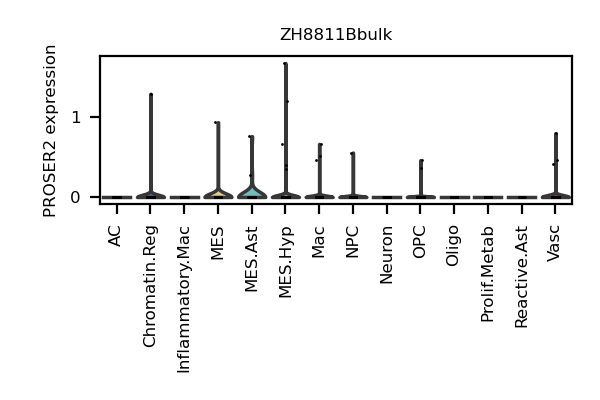 ZH8811Bbulk
PROSER2 expression
1
0
AC
Chromatin.Reg
Inflammatory.Mac
MES
MES.Ast
MES.Hyp
Mac
NPC
Neuron
OPC
Oligo
Prolif.Metab
Reactive.Ast
Vasc